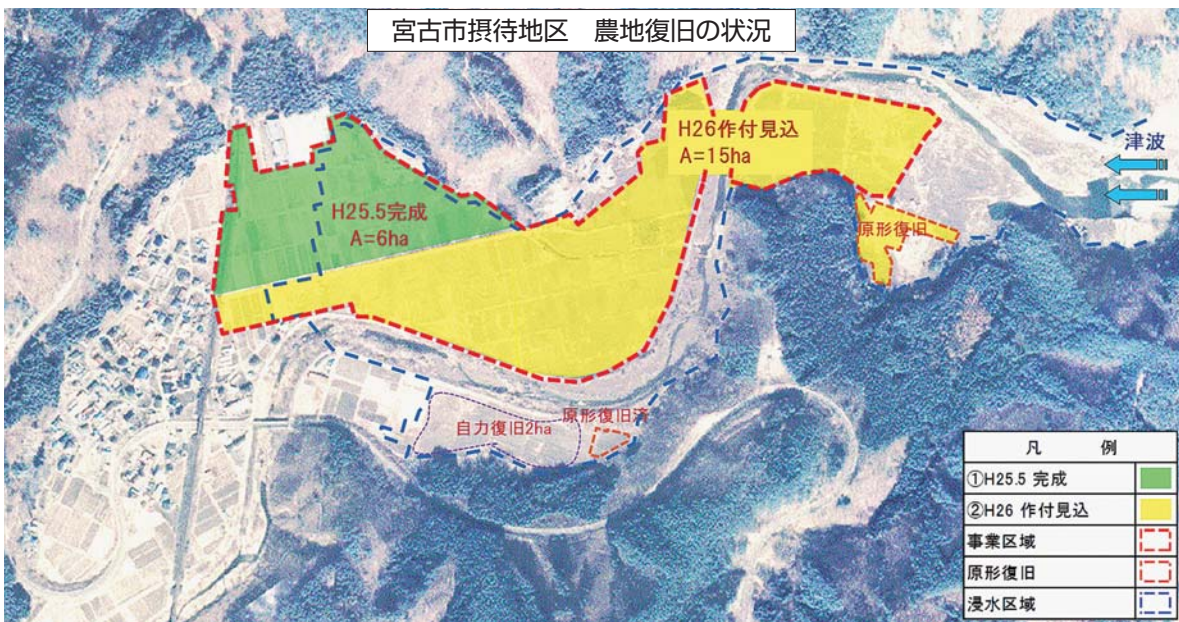 宮古市摂待地区　農地復旧の状況
H26作付見込
A=15ha
津波
H25.5完成
A=6ha
原形復旧
原形復旧済
自力復旧2ha
凡　例
①H25.5 完成
②H26 作付見込
事業区域
原形復旧
浸水区域